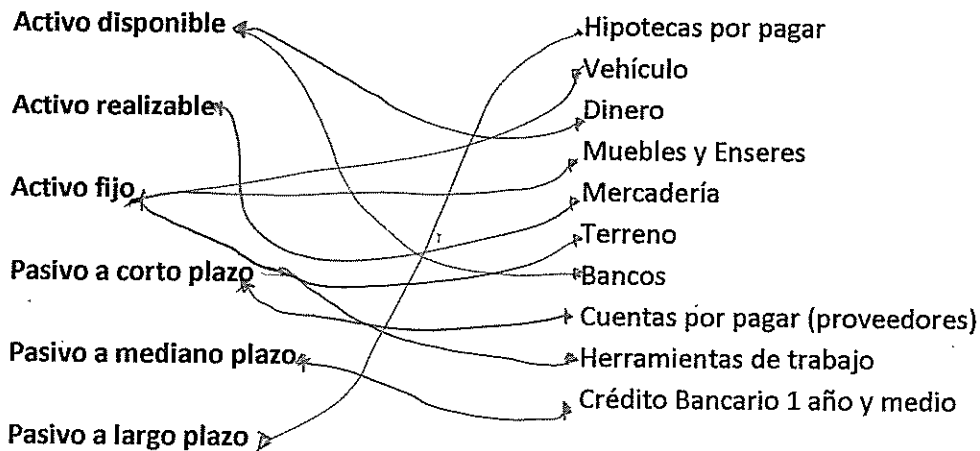 Activo disponible
Activo realizable
Activo fijo
Pasivo a corto plazo
Pasivo a mediano plazo
Pasivo a largo plazo
Hipotecas por pagar
Vehículo
Dinero
Muebles y Enseres
Mercadería
Terreno
Bancos
Cuentas por pagar (proveedores)
Herramientas de trabajo
Crédito Bancario 1 año y medio